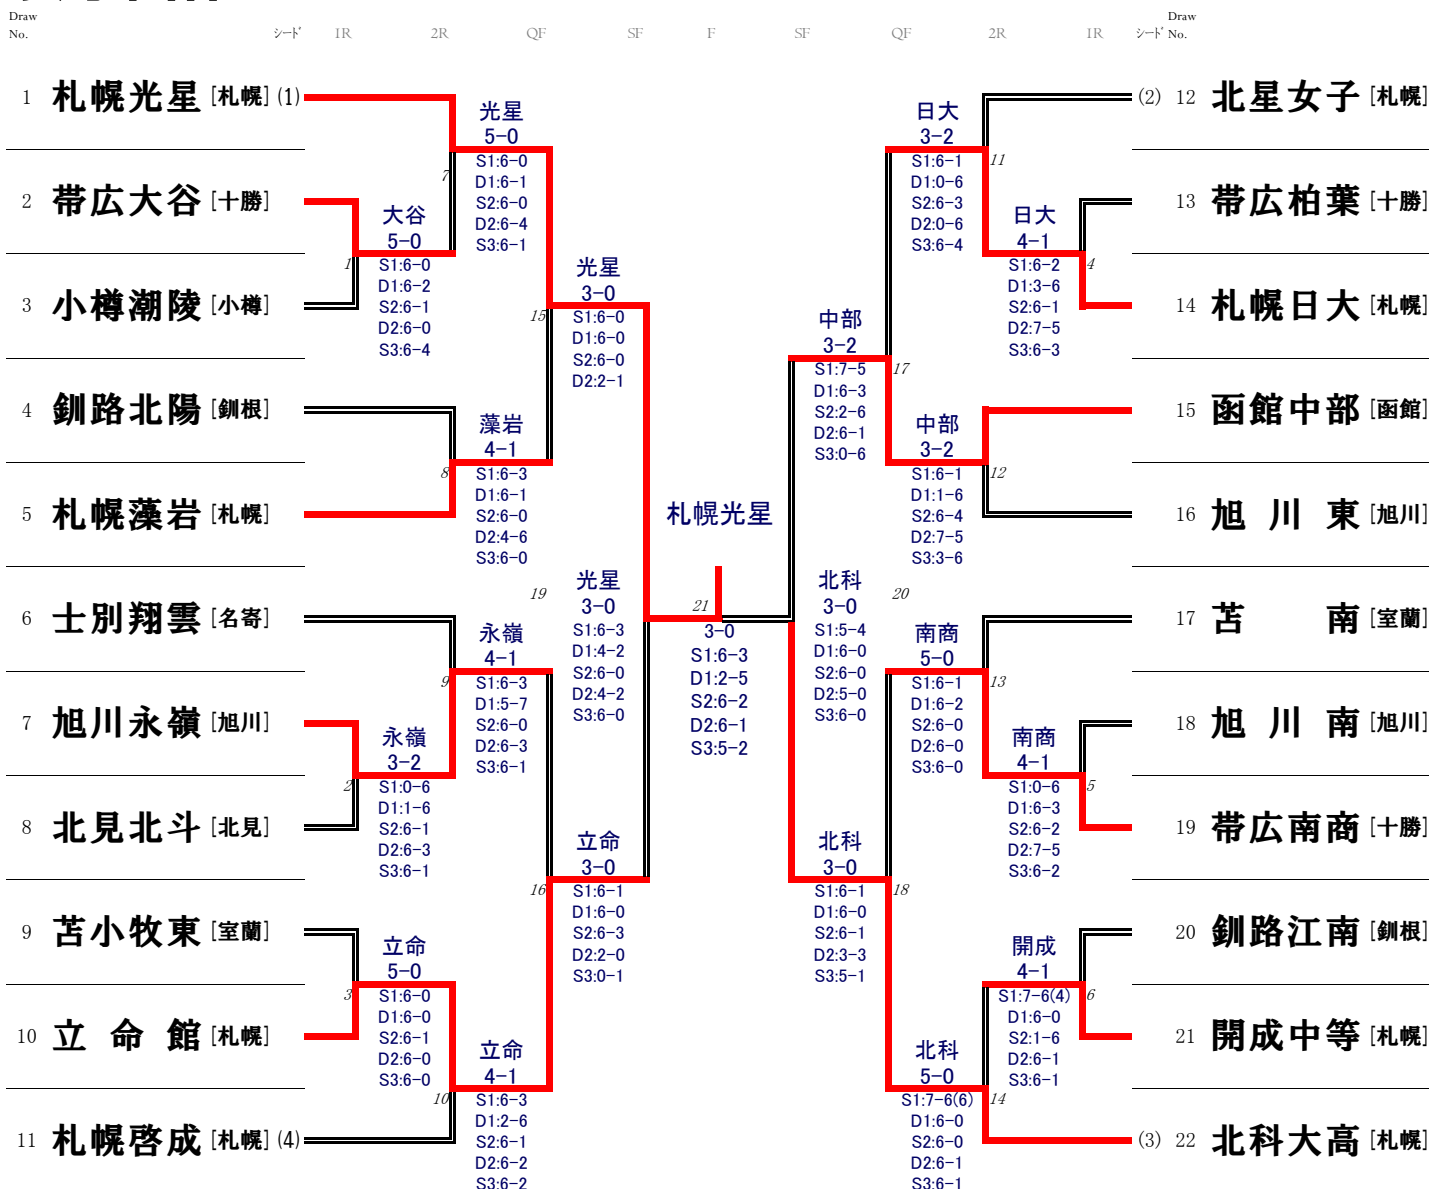 Draw
No.
シード 1R 2R QF SF F SF QF 2R 1R シード
Draw
No.
1 札幌光星 [札幌] (1)
2 帯広大谷 [十勝]
3 小樽潮陵 [小樽]
4 釧路北陽 [釧根]
5 札幌藻岩 [札幌]
6 士別翔雲 [名寄]
7 旭川永嶺 [旭川]
8 北見北斗 [北見]
9 苫小牧東 [室蘭]
10 立命館 [札幌]
11 札幌啓成 [札幌] (4)
1
大谷
5-0
S1:6-0
D1:6-2
S2:6-1
D2:6-0
S3:6-4
2
永嶺
3-2
S1:0-6
D1:1-6
S2:6-1
D2:6-3
S3:6-1
3
立命
5-0
S1:6-0
D1:6-0
S2:6-1
D2:6-0
S3:6-0
7
光星
5-0
S1:6-0
D1:6-1
S2:6-0
D2:6-4
S3:6-1
8
藻岩
4-1
S1:6-3
D1:6-1
S2:6-0
D2:4-6
S3:6-0
9
永嶺
4-1
S1:6-3
D1:5-7
S2:6-0
D2:6-3
S3:6-1
10
立命
4-1
S1:6-3
D1:2-6
S2:6-1
D2:6-2
S3:6-2
15
光星
3-0
S1:6-0
D1:6-0
S2:6-0
D2:2-1
16
立命
3-0
S1:6-1
D1:6-0
S2:6-3
D2:2-0
S3:0-1
19
光星
3-0
S1:6-3
D1:4-2
S2:6-0
D2:4-2
S3:6-0
札幌光星
21
3-0
S1:6-3
D1:2-5
S2:6-2
D2:6-1
S3:5-2
20
北科
3-0
S1:5-4
D1:6-0
S2:6-0
D2:5-0
S3:6-0
17
中部
3-2
S1:7-5
D1:6-3
S2:2-6
D2:6-1
S3:0-6
18
北科
3-0
S1:6-1
D1:6-0
S2:6-1
D2:3-3
S3:5-1
11
日大
3-2
S1:6-1
D1:0-6
S2:6-3
D2:0-6
S3:6-4
12
中部
3-2
S1:6-1
D1:1-6
S2:6-4
D2:7-5
S3:3-6
13
南商
5-0
S1:6-1
D1:6-2
S2:6-0
D2:6-0
S3:6-0
14
北科
5-0
S1:7-6(6)
D1:6-0
S2:6-0
D2:6-1
S3:6-1
4
日大
4-1
S1:6-2
D1:3-6
S2:6-1
D2:7-5
S3:6-3
5
南商
4-1
S1:0-6
D1:6-3
S2:6-2
D2:7-5
S3:6-2
6
開成
4-1
S1:7-6(4)
D1:6-0
S2:1-6
D2:6-1
S3:6-1
(2) 12 北星女子 [札幌]
13 帯広柏葉 [十勝]
14 札幌日大 [札幌]
15 函館中部 [函館]
16 旭川東 [旭川]
17 苫南 [室蘭]
18 旭川南 [旭川]
19 帯広南商 [十勝]
20 釧路江南 [釧根]
21 開成中等 [札幌]
(3) 22 北科大高 [札幌]